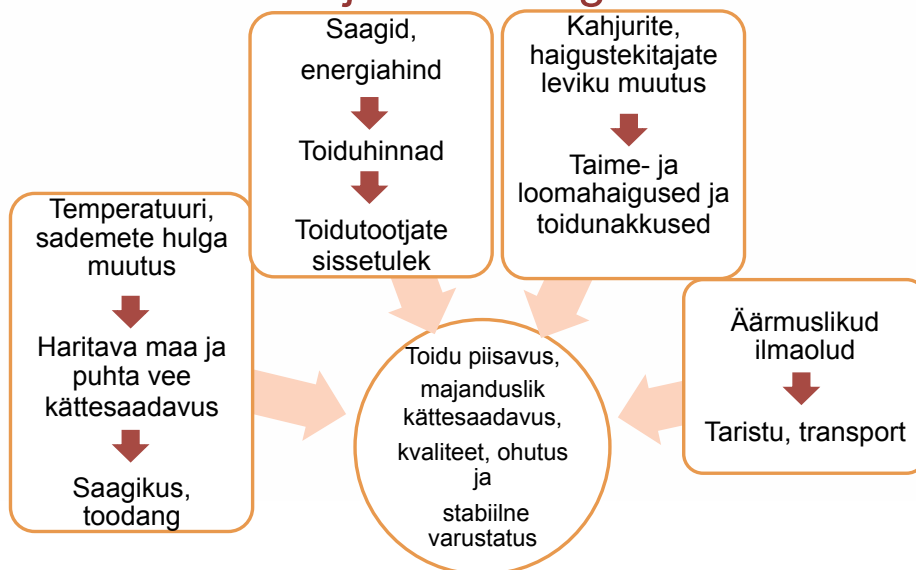 Temperatuuri,
sademete hulga
muutus
Haritava maa ja
puhta vee
kättesaadavus
Saagikus,
toodang
Saagid,
energiahind
Toiduhinnad
Toidutootjate
sissetulek
Kahjurite,
haigustekitajate
leviku muutus
Taime- ja
loomahaigused ja
toidunakkused
Äärmuslikud
ilmaolud
Taristu, transport
Toidu piisavus,
majanduslik
kättesaadavus,
kvaliteet, ohutus
ja
stabiilne
varustatus